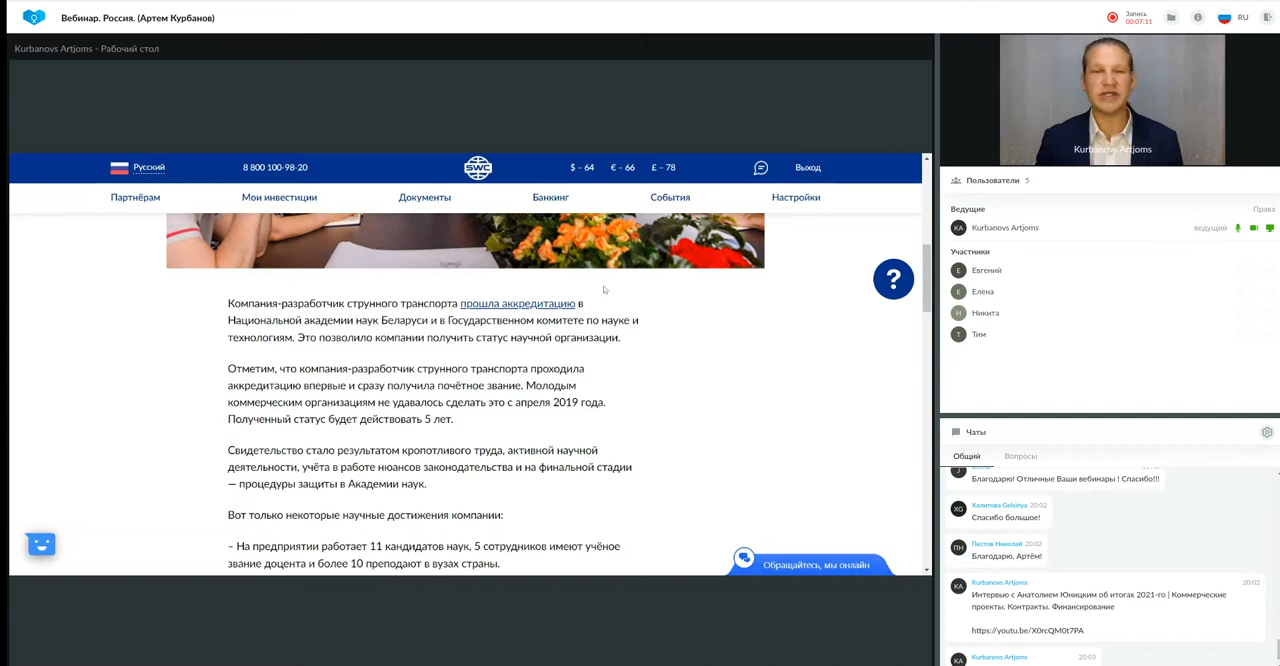 Вебинар. Россия. (Артем Курбанов)
Запись
00:07:11
RU
Kurbanovs Artjoms - Рабочий стол
Русский
8 800 100-98-20
SWC
$ – 64 € – 66 £ – 78
Выход
Партнёрам Мои инвестиции Документы Банкинг События Настройки
?
Компания-разработчик струнного транспорта прошла аккредитацию в
Национальной академии наук Беларуси и в Государственном комитете по науке и
технологиям. Это позволило компании получить статус научной организации.
Отметим, что компания-разработчик струнного транспорта проходила
аккредитацию впервые и сразу получила почётное звание. Молодым
коммерческим организациям не удавалось сделать это с апреля 2019 года.
Полученный статус будет действовать 5 лет.
Свидетельство стало результатом кропотливого труда, активной научной
деятельности, учёта в работе нюансов законодательства и на финальной стадии
— процедуры защиты в Академии наук.
Вот только некоторые научные достижения компании:
– На предприятии работает 11 кандидатов наук, 5 сотрудников имеют учёное
звание доцента и более 10 преподают в вузах страны.
Обращайтесь, мы онлайн
Kurbanovs Artjoms
Пользователи 5
Ведущие Права
KA Kurbanovs Artjoms ведущий
Участники
Е Евгений
Е Елена
Н Никита
Т Тим
Чаты
Общий Вопросы
Благодарю! Отличные Ваши вебинары ! Спасибо!!!
XG Халитова Gelsinya 20:02
Спасибо большое!
ПН Пестов Николай 20:02
Благодарю, Артём!
KA Kurbanovs Artjoms 20:02
Интервью с Анатолием Юницким об итогах 2021-го | Коммерческие
проекты. Контракты. Финансирование
https://youtu.be/X0rcQM0t7PA
KA Kurbanovs Artjoms 20:03